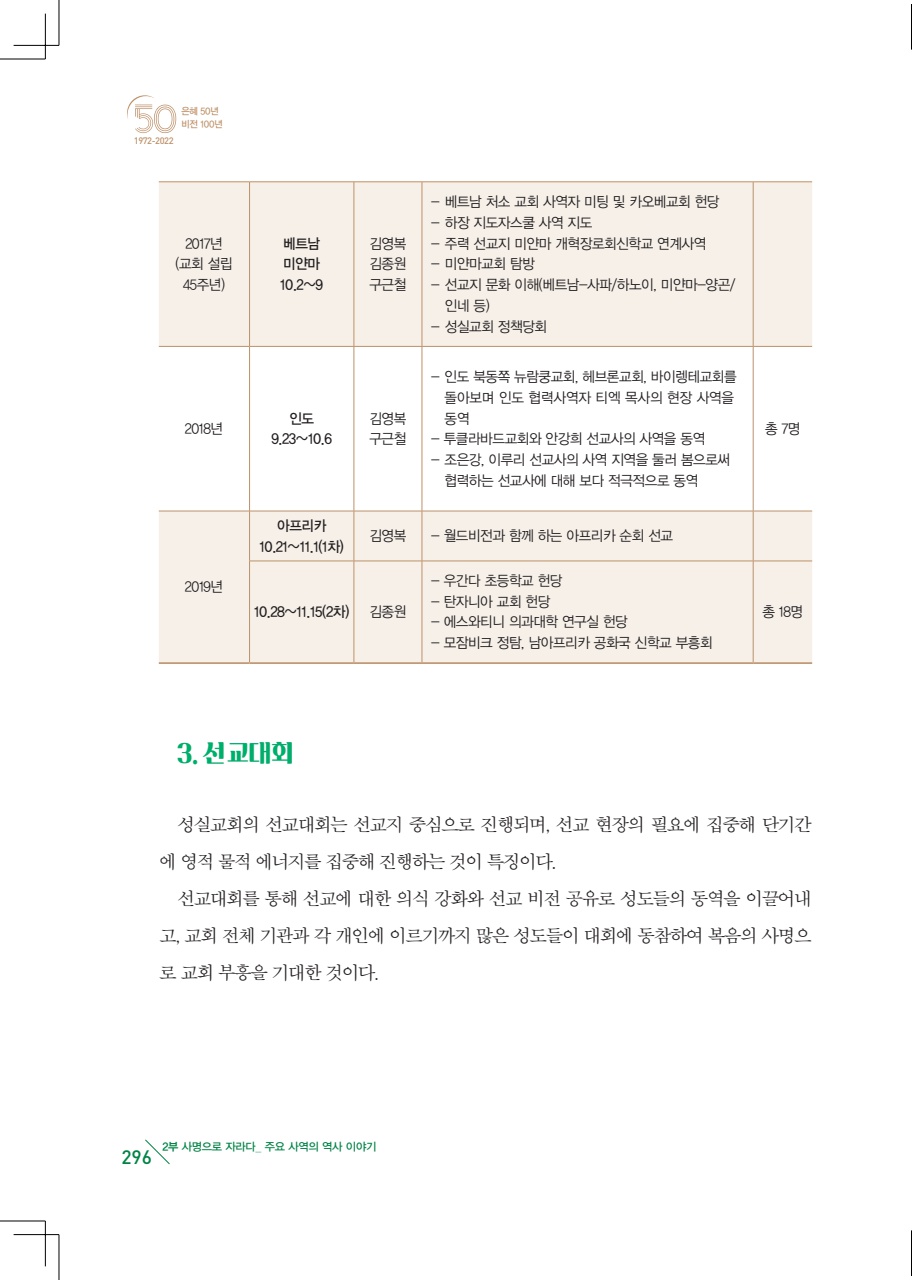 50
은혜 50년
비전 100년
1972-2022
2017년
(교회 설립
45주년)
베트남
미얀마
10.2~9
김영복
김종원
구근철
- 베트남 처소 교회 사역자 미팅 및 카오베교회 헌당
- 하장 지도자스쿨 사역 지도
- 주력 선교지 미얀마 개혁장로회신학교 연계사역
- 미얀마교회 탐방
- 선교지 문화 이해(베트남-사파/하노이, 미얀마-양곤/
인네 등)
- 성실교회 정책당회
2018년
인도
9.23~10.6
김영복
구근철
- 인도 북동쪽 뉴람쿵교회, 헤브론교회, 바이렝테교회를
돌아보며 인도 협력사역자 티엑 목사의 현장 사역을
동역
- 투클라바드교회와 안강희 선교사의 사역을 동역
- 조은강, 이루리 선교사의 사역 지역을 둘러 봄으로써
협력하는 선교사에 대해 보다 적극적으로 동역
총 7명
2019년
아프리카
10.21~11.1(1차)
김영복
- 월드비전과 함께 하는 아프리카 순회 선교
10.28~11.15(2차)
김종원
- 우간다 초등학교 헌당
- 탄자니아 교회 헌당
- 에스와티니 의과대학 연구실 헌당
- 모잠비크 정탐, 남아프리카 공화국 신학교 부흥회
총 18명
3. 선교대회
성실교회의 선교대회는 선교지 중심으로 진행되며, 선교 현장의 필요에 집중해 단기간
에 영적 물적 에너지를 집중해 진행하는 것이 특징이다.
선교대회를 통해 선교에 대한 의식 강화와 선교 비전 공유로 성도들의 동역을 이끌어내
고, 교회 전체 기관과 각 개인에 이르기까지 많은 성도들이 대회에 동참하여 복음의 사명으
로 교회 부흥을 기대한 것이다.
296
2부 사명으로 자라다_ 주요 사역의 역사 이야기